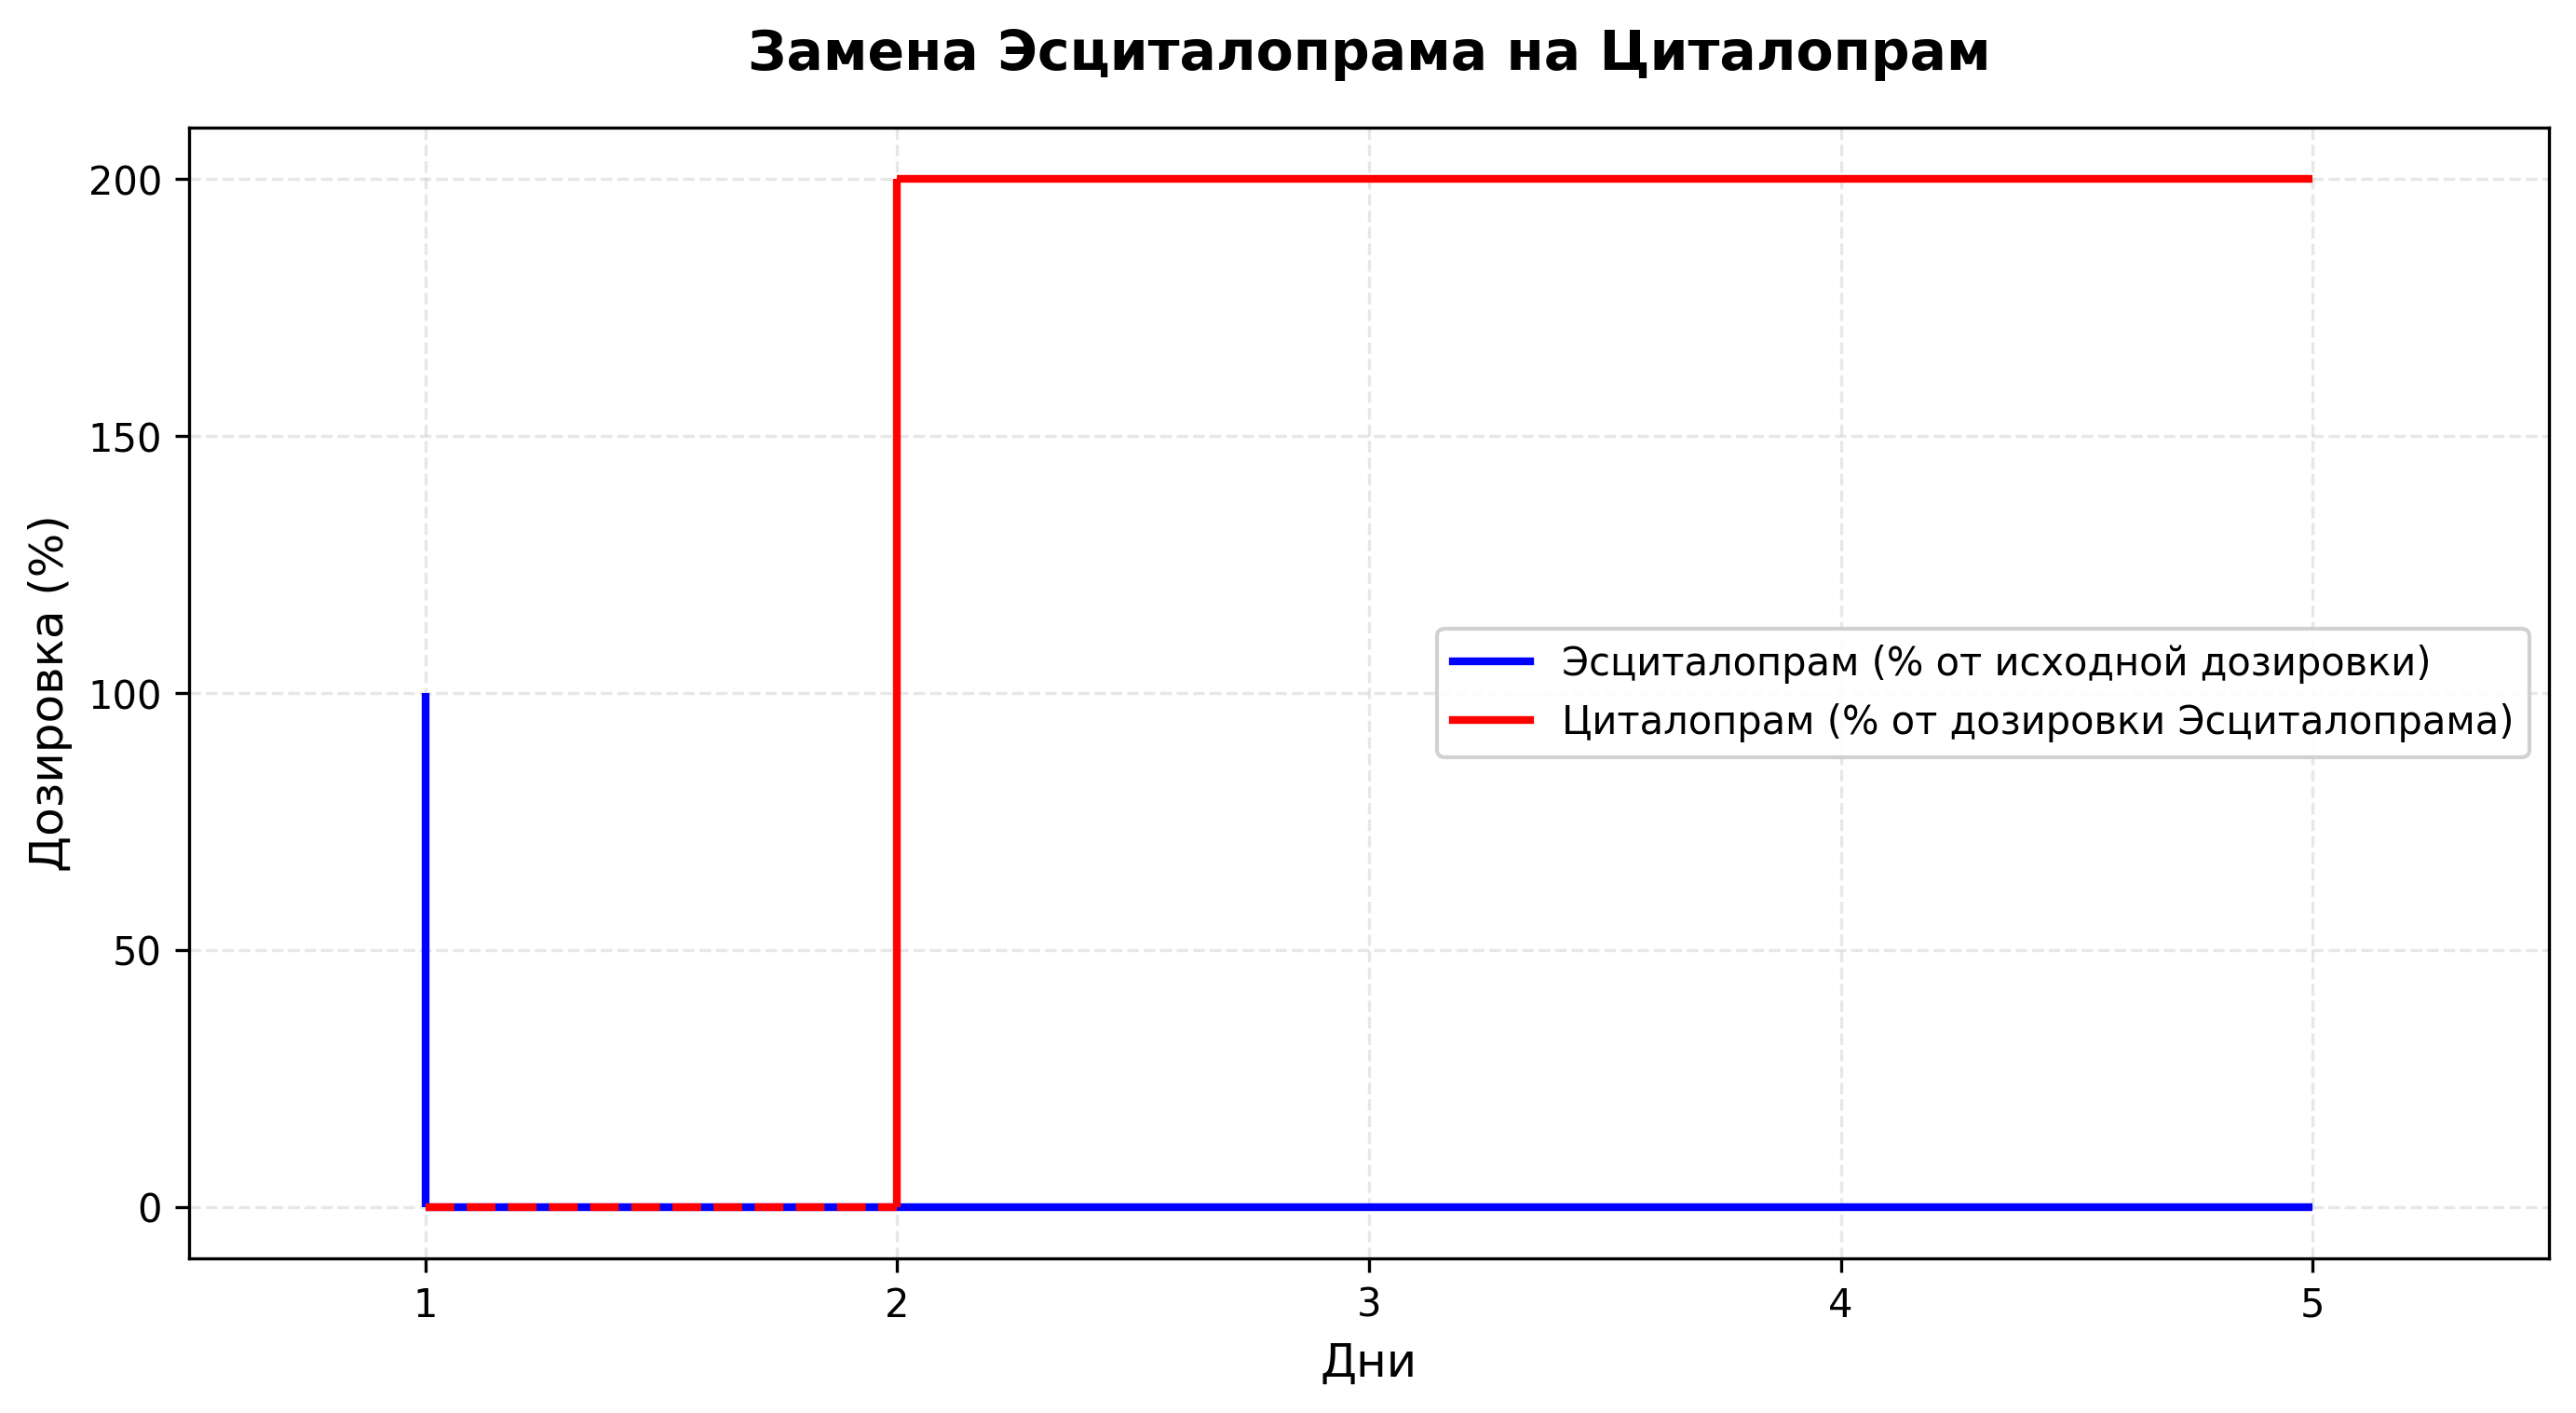 Замена Эсциталопрама на Циталопрам
Дозировка (%)
200
150
100
50
0
Эсциталопрам (% от исходной дозировки)
Циталопрам (% от дозировки Эсциталопрама)
1 2 3 4 5
Дни